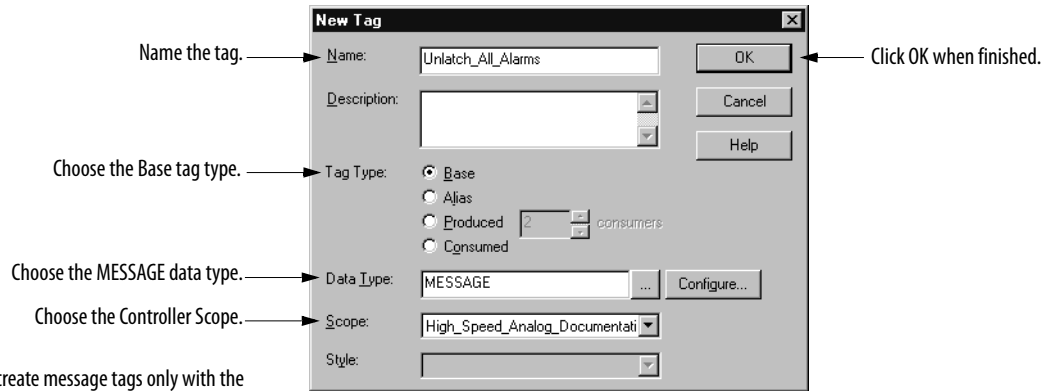 New Tag
Name the tag.
Name:
Unlatch_All_Alarms
OK
Click OK when finished.
Description:
Cancel
Help
Choose the Base tag type.
Tag Type:
Base
Alias
Produced
2
consumers
Consumed
Choose the MESSAGE data type.
Data Type:
MESSAGE
...
Configure...
Choose the Controller Scope.
Scope:
High_Speed_Analog_Documentati
Style:
create message tags only with the